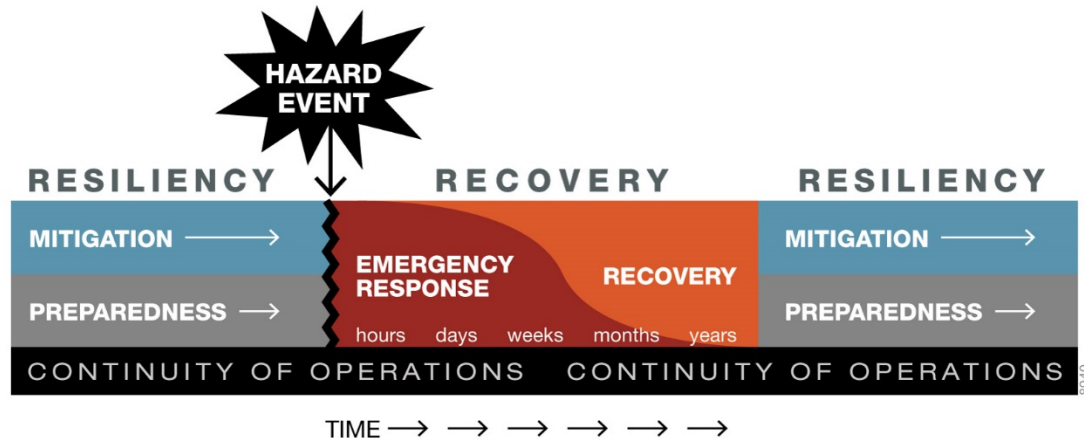 HAZARD
EVENT
RESILIENCY RECOVERY RESILIENCY
MITIGATION
PREPAREDNESS
EMERGENCY
RESPONSE
RECOVERY
hours days weeks months years
MITIGATION
PREPAREDNESS
CONTINUITY OF OPERATIONS CONTINUITY OF OPERATIONS
TIME